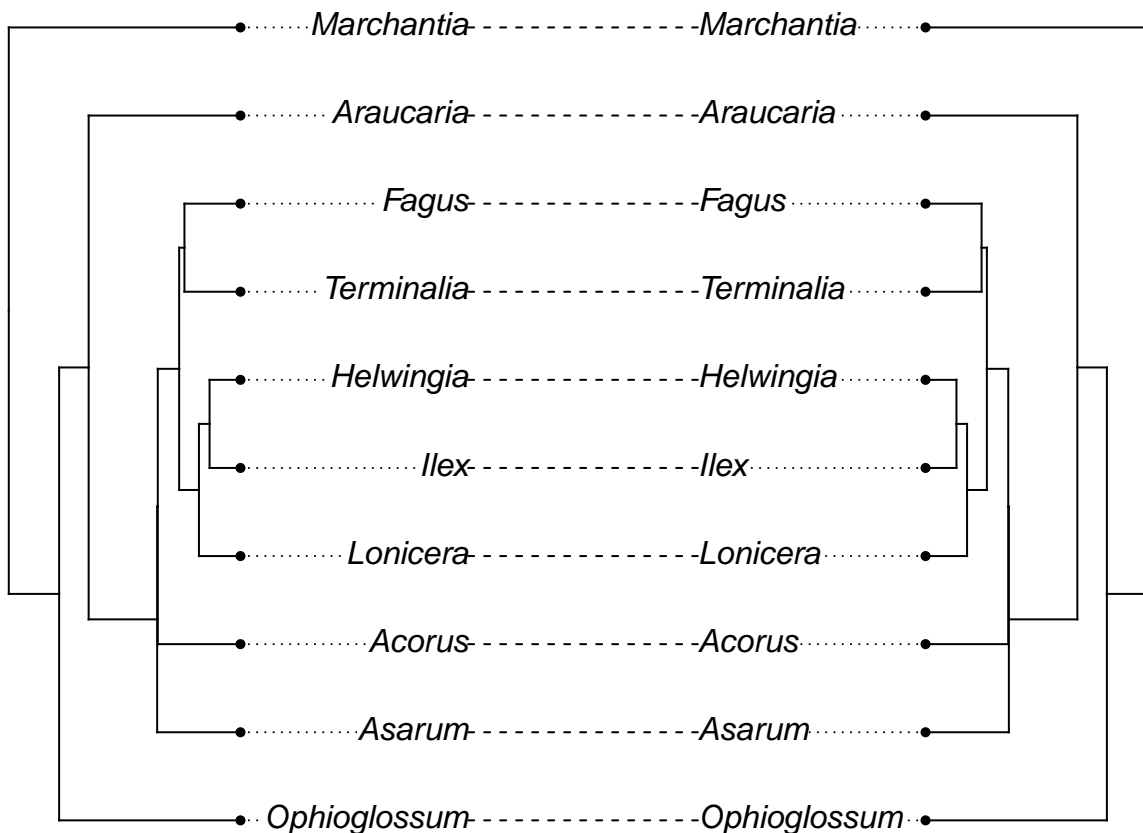 Marchantia Marchantia
Araucaria Araucaria
Fagus Fagus
Terminalia Terminalia
Helwingia Helwingia
Ilex Ilex
Lonicera Lonicera
Acorus Acorus
Asarum Asarum
Ophioglossum Ophioglossum